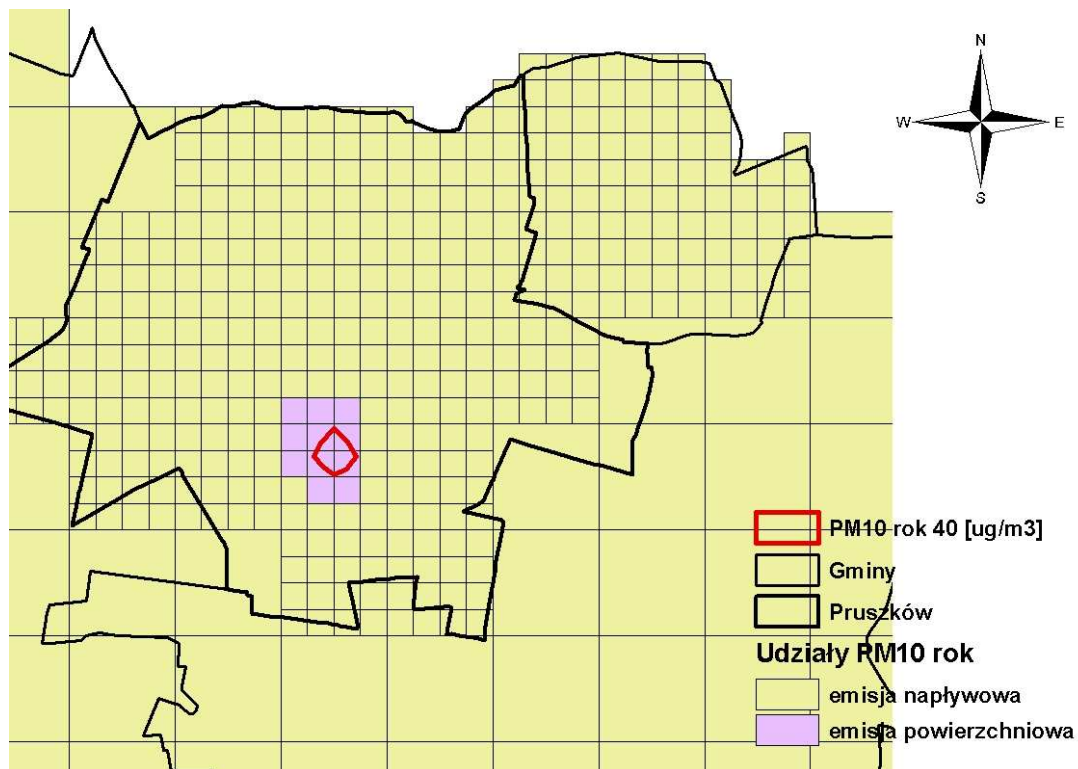 N
W
E
S
PM10 rok 40 [ug/m3]
Gminy
Pruszków
Udziały PM10 rok
emisja napływowa
emisja powierzchniowa